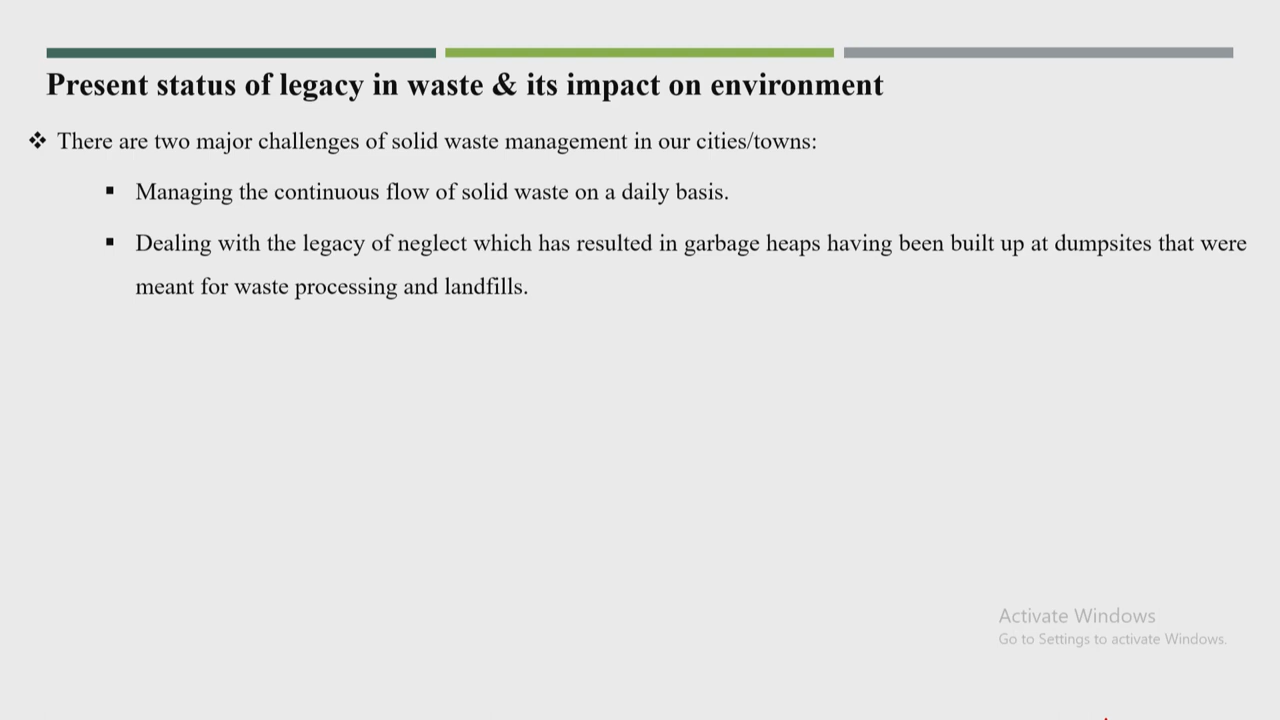 Present status of legacy in waste & its impact on environment
❖ There are two major challenges of solid waste management in our cities/towns:
▪ Managing the continuous flow of solid waste on a daily basis.
▪ Dealing with the legacy of neglect which has resulted in garbage heaps having been built up at dumpsites that were
meant for waste processing and landfills.
Activate Windows
Go to Settings to activate Windows.